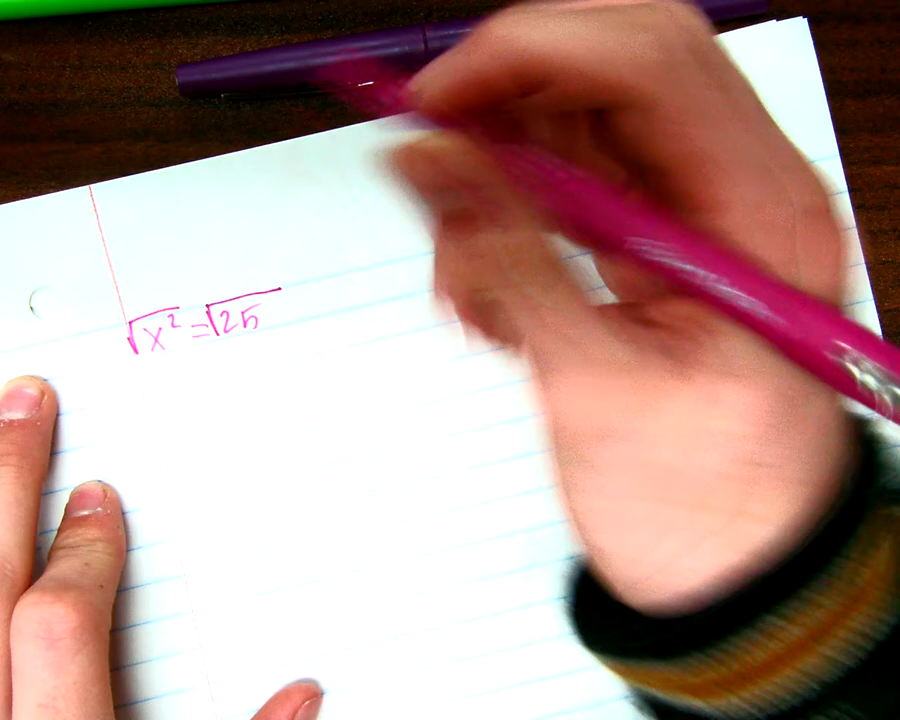 √x² = √25